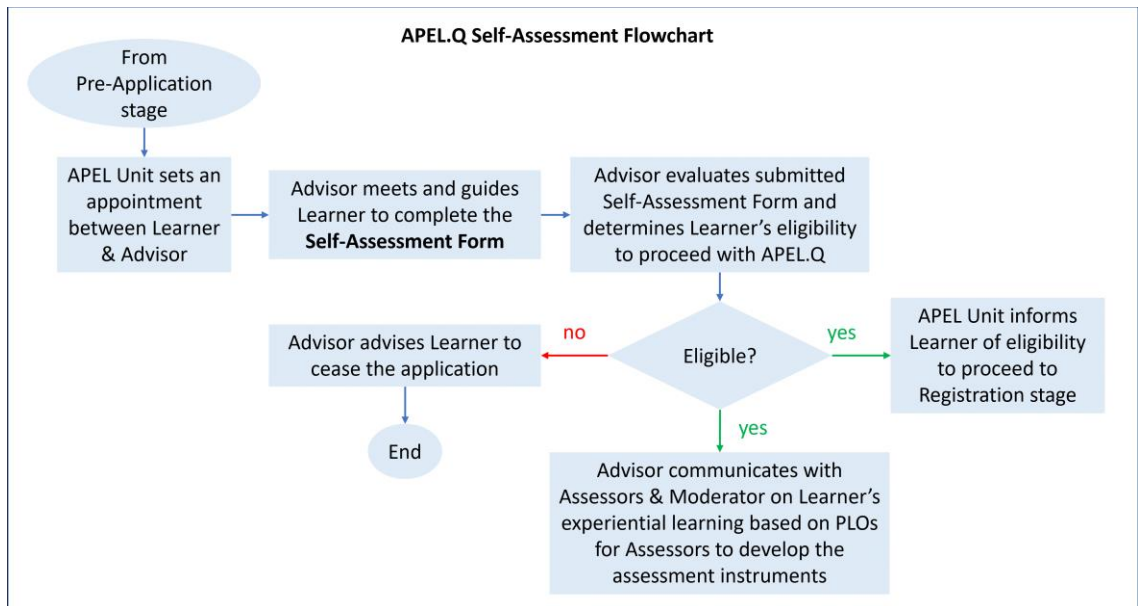 APEL.Q Self-Assessment Flowchart
From
Pre-Application
stage
APEL Unit sets an
appointment
between Learner
& Advisor
Advisor meets and guides
Learner to complete the
Self-Assessment Form
Advisor evaluates submitted
Self-Assessment Form and
determines Learner’s eligibility
to proceed with APEL.Q
Eligible?
no
Advisor advises Learner to
cease the application
End
yes
APEL Unit informs
Learner of eligibility
to proceed to
Registration stage
yes
Advisor communicates with
Assessors & Moderator on Learner’s
experiential learning based on PLOs
for Assessors to develop the
assessment instruments